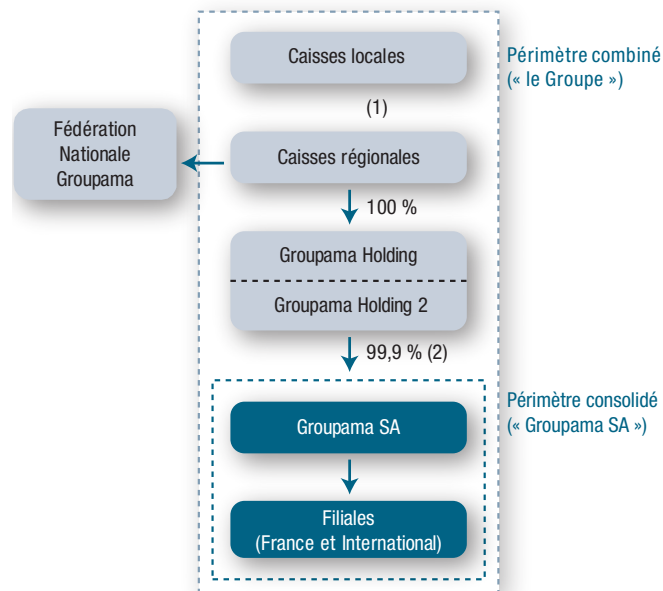 Caisses locales
Périmètre combiné
(« le Groupe »)
(1)
Fédération
Nationale
Groupama
Caisses régionales
100 %
Groupama Holding
Groupama Holding 2
99,9 % (2)
Périmètre consolidé
(« Groupama SA »)
Groupama SA
Filiales
(France et International)